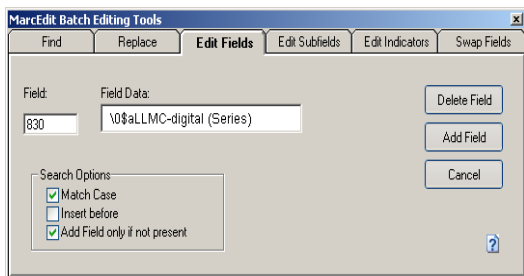 MarcEdit Batch Editing Tools x
Find Replace Edit Fields Edit Subfields Edit Indicators Swap Fields
Field: Field Data:
830 \0$aLLMC-digital (Series)
Delete Field
Add Field
Cancel
Search Options
Match Case
Insert before
Add Field only if not present
?